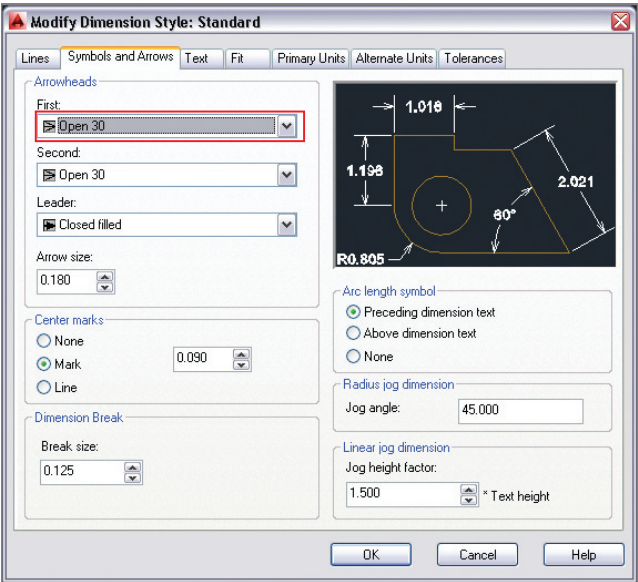 Modify Dimension Style: Standard
Lines
Symbols and Arrows
Text
Fit
Primary Units
Alternate Units
Tolerances
Arrowheads
First:
Open 30
Second:
Open 30
Leader:
Closed filled
Arrow size:
0.180
Center marks
None
Mark
0.090
Line
Dimension Break
Break size:
0.125
1.018
1.198
2.021
60°
R0.805
Arc length symbol
Preceding dimension text
Above dimension text
None
Radius jog dimension
Jog angle:
45.000
Linear jog dimension
Jog height factor:
1.500
* Text height
OK
Cancel
Help